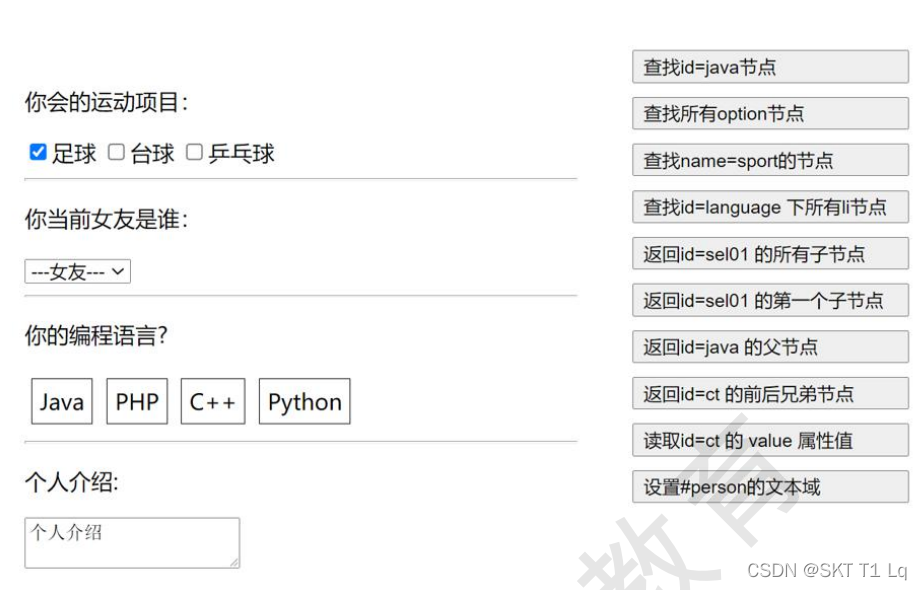 你会的运动项目：
足球 台球 乒乓球
你当前女友是谁：
---女友---
你的编程语言?
Java PHP C++ Python
个人介绍:
个人介绍
查找id=java节点
查找所有option节点
查找name=sport的节点
查找id=language 下所有li节点
返回id=sel01 的所有子节点
返回id=sel01 的第一个子节点
返回id=java 的父节点
返回id=ct 的前后兄弟节点
读取id=ct 的 value 属性值
设置#person的文本域
教育
CSDN @SKT T1 Lq